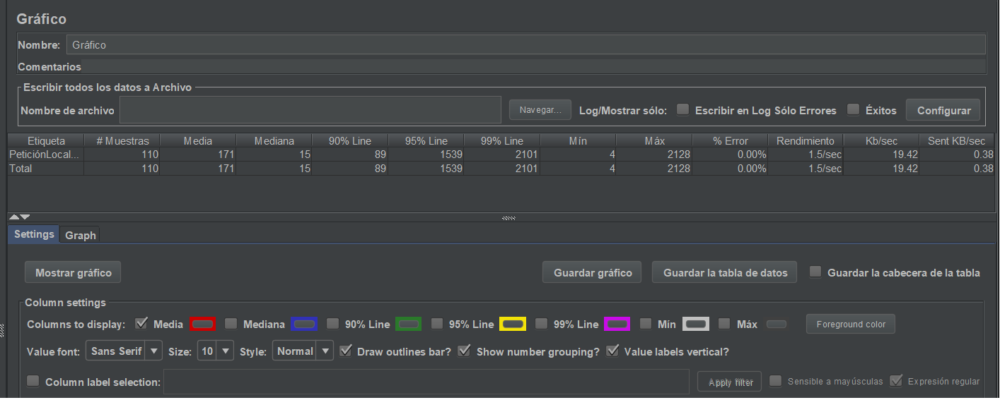 Gráfico
Nombre: Gráfico
Comentarios
Escribir todos los datos a Archivo
Nombre de archivo Navegar... Log/Mostrar sólo: Escribir en Log Sólo Errores Éxitos Configurar
Etiqueta # Muestras Media Mediana 90% Line 95% Line 99% Line Mín Máx % Error Rendimiento Kb/sec Sent KB/sec
PeticiónLocal... 110 171 15 89 1539 2101 4 2128 0.00% 1.5/sec 19.42 0.38
Total 110 171 15 89 1539 2101 4 2128 0.00% 1.5/sec 19.42 0.38
Settings Graph
Mostrar gráfico Guardar gráfico Guardar la tabla de datos Guardar la cabecera de la tabla
Column settings
Columns to display: Media Mediana 90% Line 95% Line 99% Line Mín Máx Foreground color
Value font: Sans Serif Size: 10 Style: Normal Draw outlines bar? Show number grouping? Value labels vertical?
Column label selection: Apply filter Sensible a mayúsculas Expresión regular